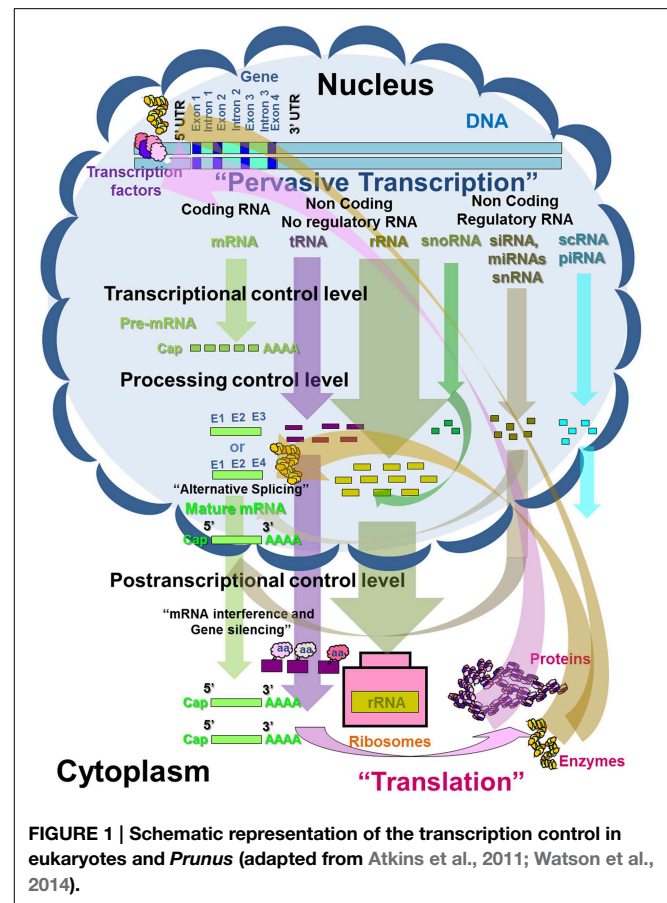 Nucleus
Gene
5' UTR
Exon 1
Intron 1
Exon 2
Intron 2
Exon 3
Intron 3
Exon 4
3' UTR
DNA
Transcription
factors
“Pervasive Transcription”
Coding RNA
Non Coding
No regulatory RNA
Non Coding
Regulatory RNA
mRNA
tRNA
rRNA
snoRNA
siRNA,
miRNAs
snRNA
scRNA
piRNA
Transcriptional control level
Pre-mRNA
Cap
AAAA
Processing control level
E1 E2 E3
or
E1 E2 E4
“Alternative Splicing”
Mature mRNA
5' 3'
Cap AAAA
Postranscriptional control level
“mRNA interference and
Gene silencing”
aa aa aa
5' 3'
Cap AAAA
5' 3'
Cap AAAA
rRNA
Ribosomes
Proteins
Enzymes
Cytoplasm
“Translation”
FIGURE 1 | Schematic representation of the transcription control in
eukaryotes and Prunus (adapted from Atkins et al., 2011; Watson et al.,
2014).